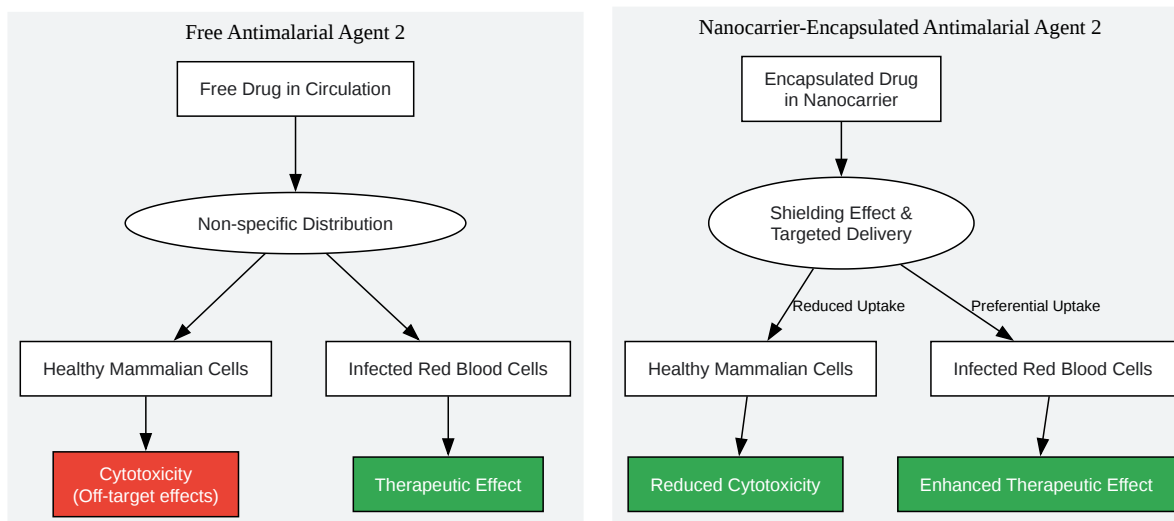 Free Antimalarial Agent 2
Free Drug in Circulation
Non-specific Distribution
Healthy Mammalian Cells
Infected Red Blood Cells
Cytotoxicity
(Off-target effects)
Therapeutic Effect
Nanocarrier-Encapsulated Antimalarial Agent 2
Encapsulated Drug
in Nanocarrier
Shielding Effect &
Targeted Delivery
Reduced Uptake
Preferential Uptake
Healthy Mammalian Cells
Infected Red Blood Cells
Reduced Cytotoxicity
Enhanced Therapeutic Effect